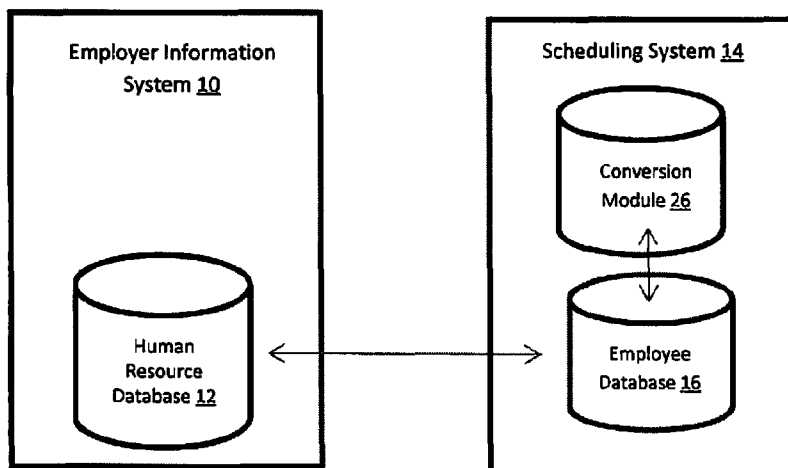 Employer Information
System 10
Human
Resource
Database 12
Scheduling System 14
Conversion
Module 26
Employee
Database 16